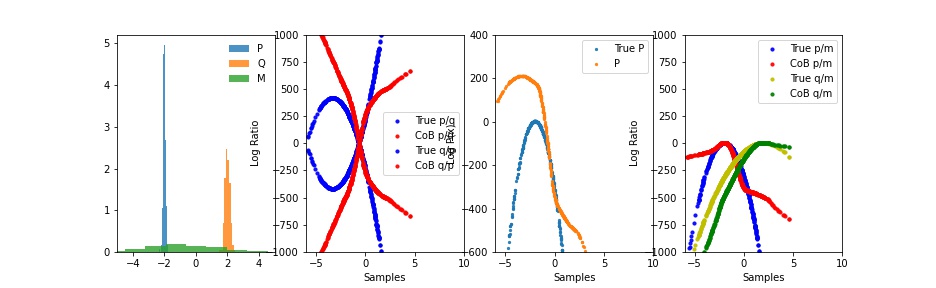 P
Q
M
0
1
2
3
4
5
−4
−2
0
2
4
Log Ratio
1000
750
500
250
0
−250
−500
−750
−1000
−5
0
5
10
Samples
True p/q
CoB p/q
True q/p
CoB q/p
400
200
0
−200
−400
−600
−5
0
5
10
Samples
True P
P
Log Ratio
1000
750
500
250
0
−250
−500
−750
−1000
−5
0
5
10
Samples
True p/m
CoB p/m
True q/m
CoB q/m